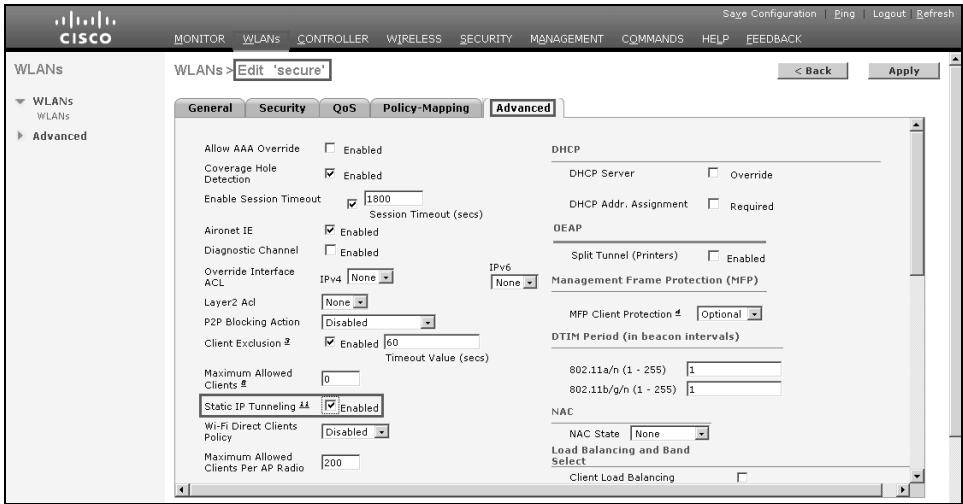 Save Configuration | Ping | Logout | Refresh
CISCO
MONITOR WLANs CONTROLLER WIRELESS SECURITY MANAGEMENT COMMANDS HELP FEEDBACK
WLANs
WLANs
WLANs
Advanced
WLANs > Edit 'secure'
< Back
Apply
General Security QoS Policy-Mapping Advanced
Allow AAA Override Enabled
Coverage Hole
Detection Enabled
Enable Session Timeout 1800
Session Timeout (secs)
Aironet IE Enabled
Diagnostic Channel Enabled
Override Interface
ACL IPv4 None IPv6 None
Layer2 Acl None
P2P Blocking Action Disabled
Client Exclusion 3 Enabled 60
Timeout Value (secs)
Maximum Allowed
Clients 8 0
Static IP Tunneling 11 Enabled
Wi-Fi Direct Clients
Policy Disabled
Maximum Allowed
Clients Per AP Radio 200
DHCP
DHCP Server Override
DHCP Addr. Assignment Required
OEAP
Split Tunnel (Printers) Enabled
Management Frame Protection (MFP)
MFP Client Protection 4 Optional
DTIM Period (in beacon intervals)
802.11a/n (1 - 255) 1
802.11b/g/n (1 - 255) 1
NAC
NAC State None
Load Balancing and Band
Select
Client Load Balancing